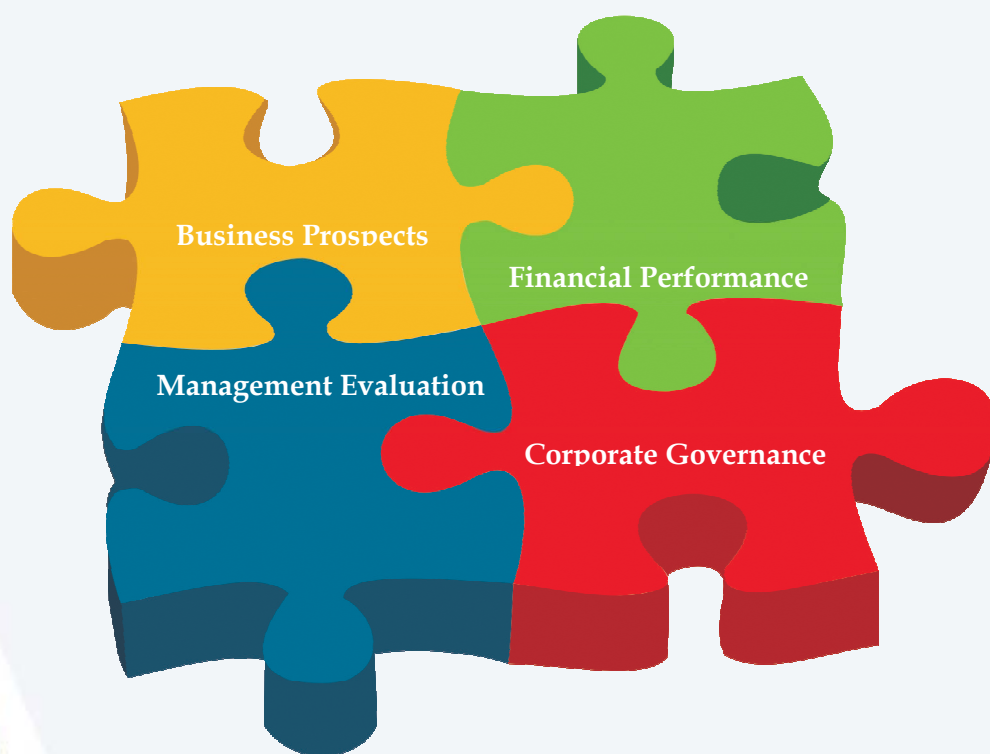 Business Prospects
Financial Performance
Management Evaluation
Corporate Governance